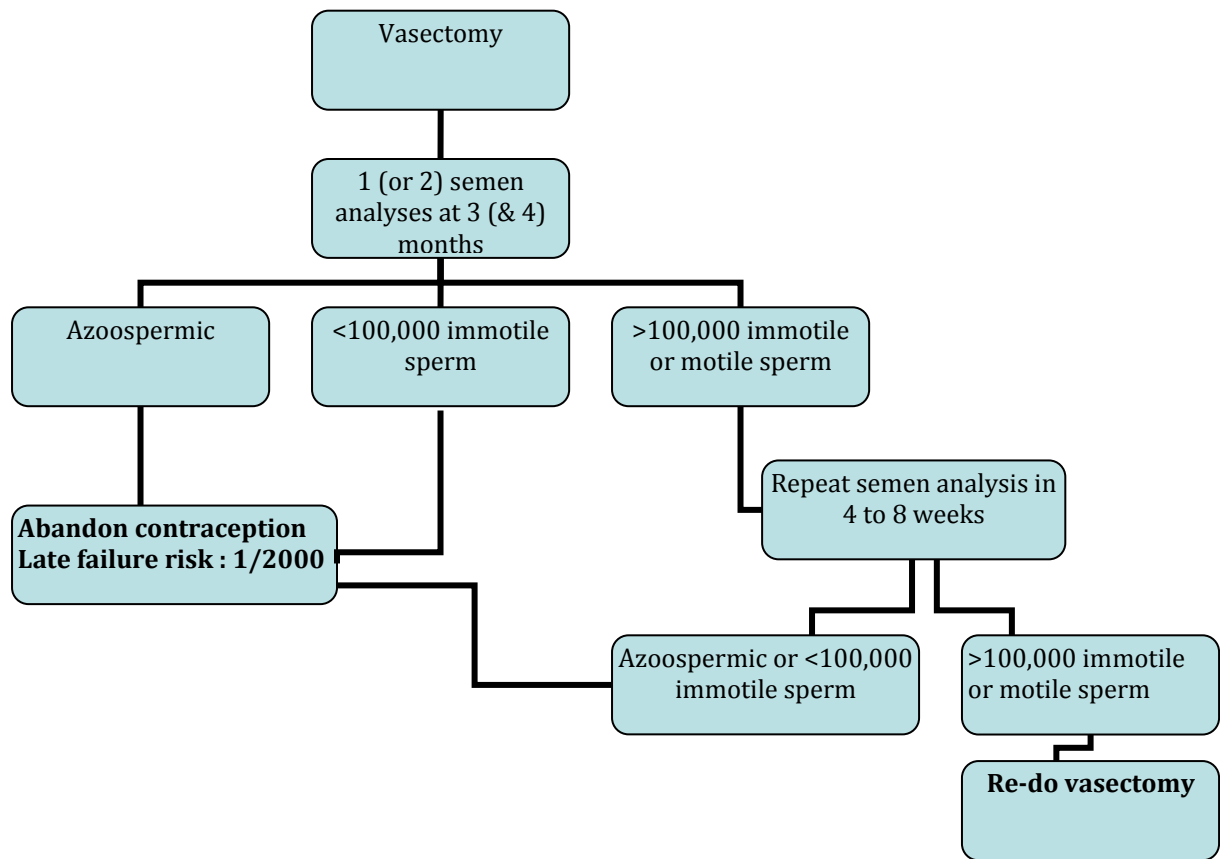 Vasectomy
1 (or 2) semen
analyses at 3 (& 4)
months
Azoospermic
<100,000 immotile
sperm
>100,000 immotile
or motile sperm
Repeat semen analysis in
4 to 8 weeks
Abandon contraception
Late failure risk : 1/2000
Azoospermic or <100,000
immotile sperm
>100,000 immotile
or motile sperm
Re-do vasectomy